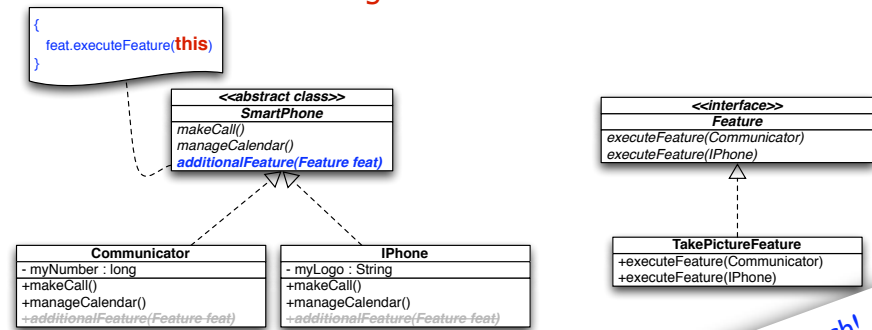 {
feat.executeFeature(this)
}
<<abstract class>>
SmartPhone
makeCall()
manageCalendar()
additionalFeature(Feature feat)
<<interface>>
Feature
executeFeature(Communicator)
executeFeature(IPhone)
Communicator
- myNumber : long
+makeCall()
+manageCalendar()
+additionalFeature(Feature feat)
IPhone
- myLogo : String
+makeCall()
+manageCalendar()
+additionalFeature(Feature feat)
TakePictureFeature
+executeFeature(Communicator)
+executeFeature(IPhone)